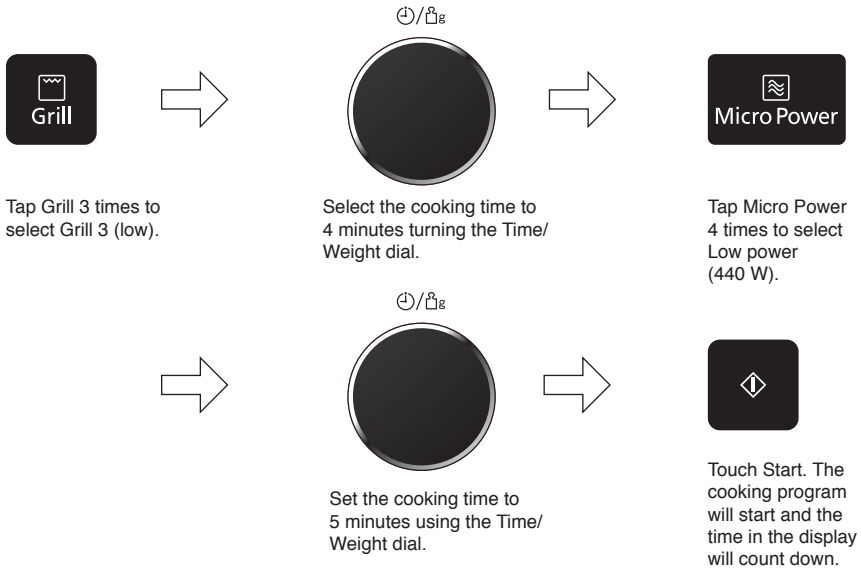 g
Grill
Micro Power
Tap Grill 3 times to
select Grill 3 (low).
Select the cooking time to
4 minutes turning the Time/
Weight dial.
Tap Micro Power
4 times to select
Low power
(440 W).
g
Set the cooking time to
5 minutes using the Time/
Weight dial.
Touch Start. The
cooking program
will start and the
time in the display
will count down.